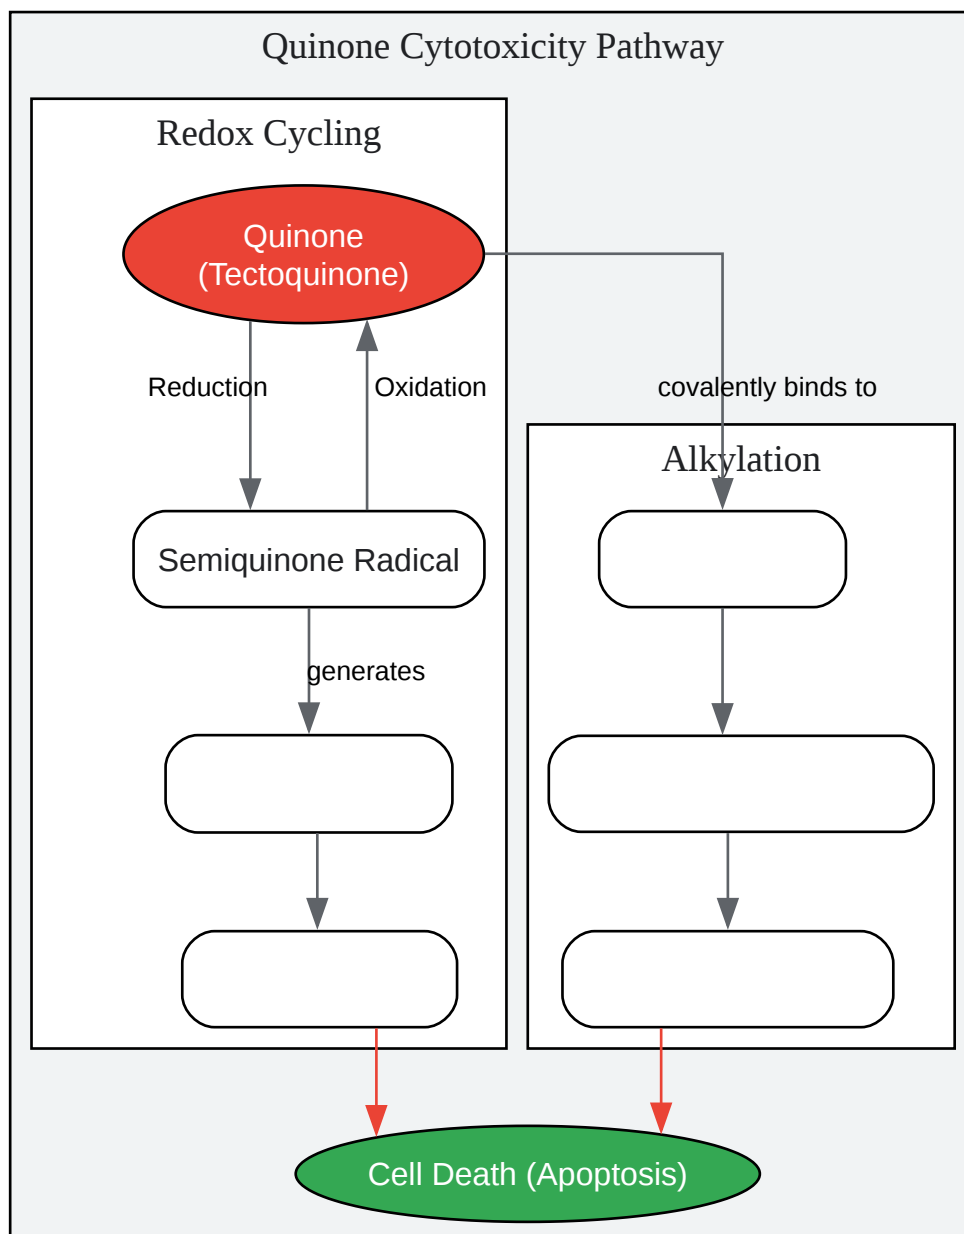 Quinone Cytotoxicity Pathway
Redox Cycling
Quinone
(Tectoquinone)
Reduction
Oxidation
covalently binds to
Alkylation
Semiquinone Radical
generates
Cell Death (Apoptosis)